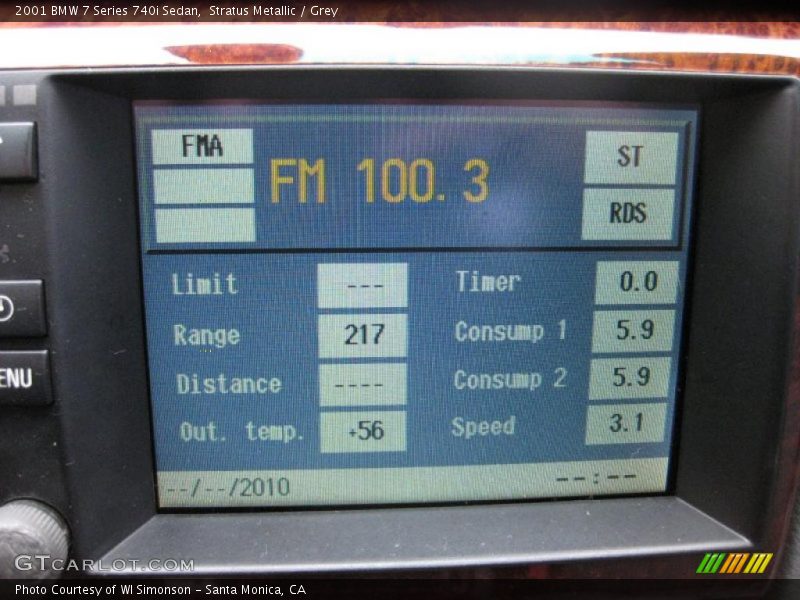 2001 BMW 7 Series 740i Sedan, Stratus Metallic / Grey
FMA
FM 100.3
ST
RDS
Limit ---
Timer 0.0
Range 217
Consump 1 5.9
Distance ----
Consump 2 5.9
Out. temp. +56
Speed 3.1
--/--/2010
--:--
GTCARLOT.COM
Photo Courtesy of WI Simonson – Santa Monica, CA